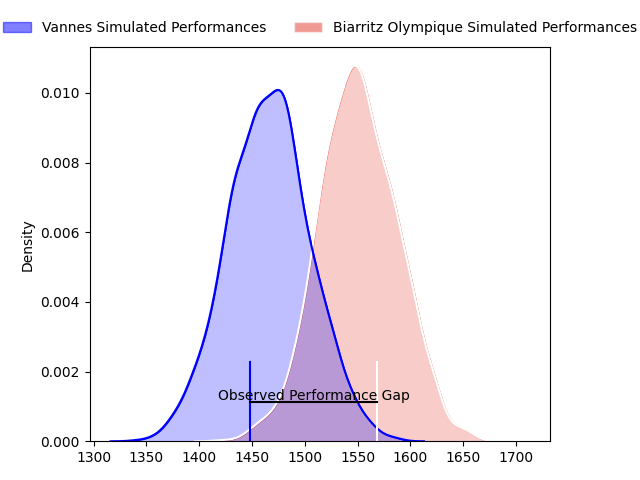 Vannes Simulated Performances
Biarritz Olympique Simulated Performances
Density
0.010
0.008
0.006
0.004
0.002
0.000
Observed Performance Gap
1300 1350 1400 1450 1500 1550 1600 1650 1700